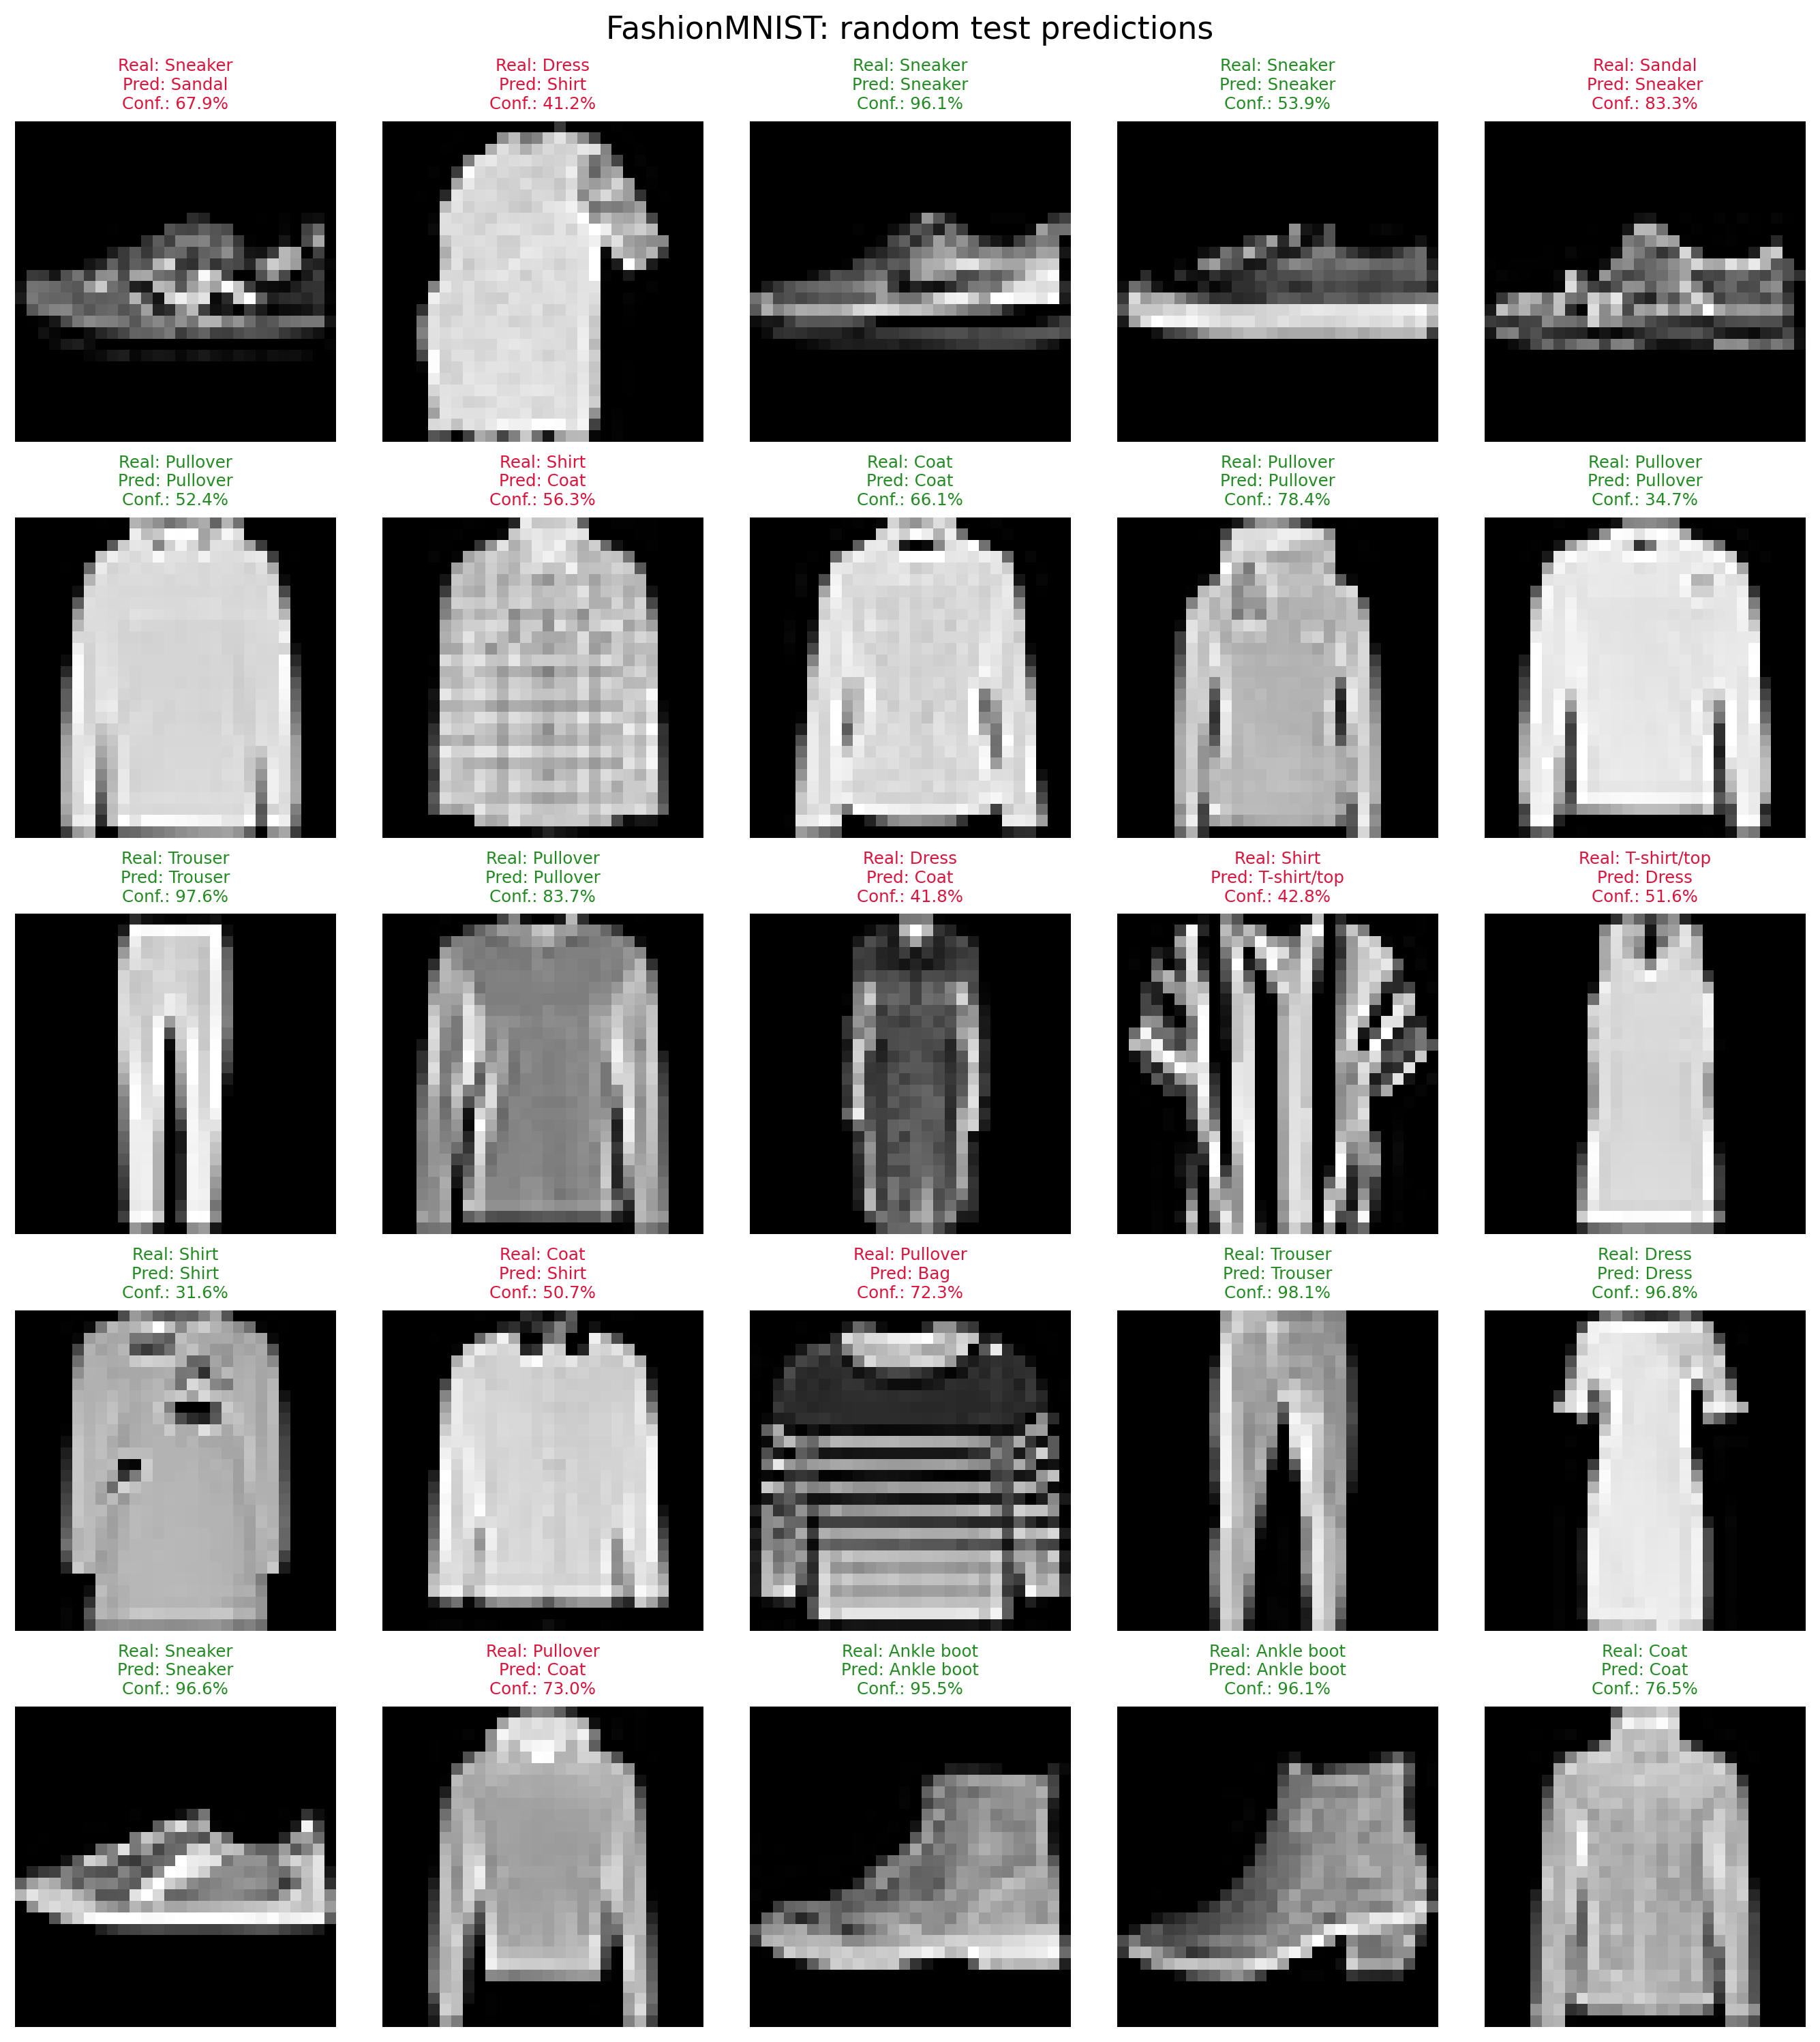 FashionMNIST: random test predictions
Real: Sneaker
Pred: Sandal
Conf.: 67.9%
Real: Dress
Pred: Shirt
Conf.: 41.2%
Real: Sneaker
Pred: Sneaker
Conf.: 96.1%
Real: Sneaker
Pred: Sneaker
Conf.: 53.9%
Real: Sandal
Pred: Sneaker
Conf.: 83.3%
Real: Pullover
Pred: Pullover
Conf.: 52.4%
Real: Shirt
Pred: Coat
Conf.: 56.3%
Real: Coat
Pred: Coat
Conf.: 66.1%
Real: Pullover
Pred: Pullover
Conf.: 78.4%
Real: Pullover
Pred: Pullover
Conf.: 34.7%
Real: Trouser
Pred: Trouser
Conf.: 97.6%
Real: Pullover
Pred: Pullover
Conf.: 83.7%
Real: Dress
Pred: Coat
Conf.: 41.8%
Real: Shirt
Pred: T-shirt/top
Conf.: 42.8%
Real: T-shirt/top
Pred: Dress
Conf.: 51.6%
Real: Shirt
Pred: Shirt
Conf.: 31.6%
Real: Coat
Pred: Shirt
Conf.: 50.7%
Real: Pullover
Pred: Bag
Conf.: 72.3%
Real: Trouser
Pred: Trouser
Conf.: 98.1%
Real: Dress
Pred: Dress
Conf.: 96.8%
Real: Sneaker
Pred: Sneaker
Conf.: 96.6%
Real: Pullover
Pred: Coat
Conf.: 73.0%
Real: Ankle boot
Pred: Ankle boot
Conf.: 95.5%
Real: Ankle boot
Pred: Ankle boot
Conf.: 96.1%
Real: Coat
Pred: Coat
Conf.: 76.5%